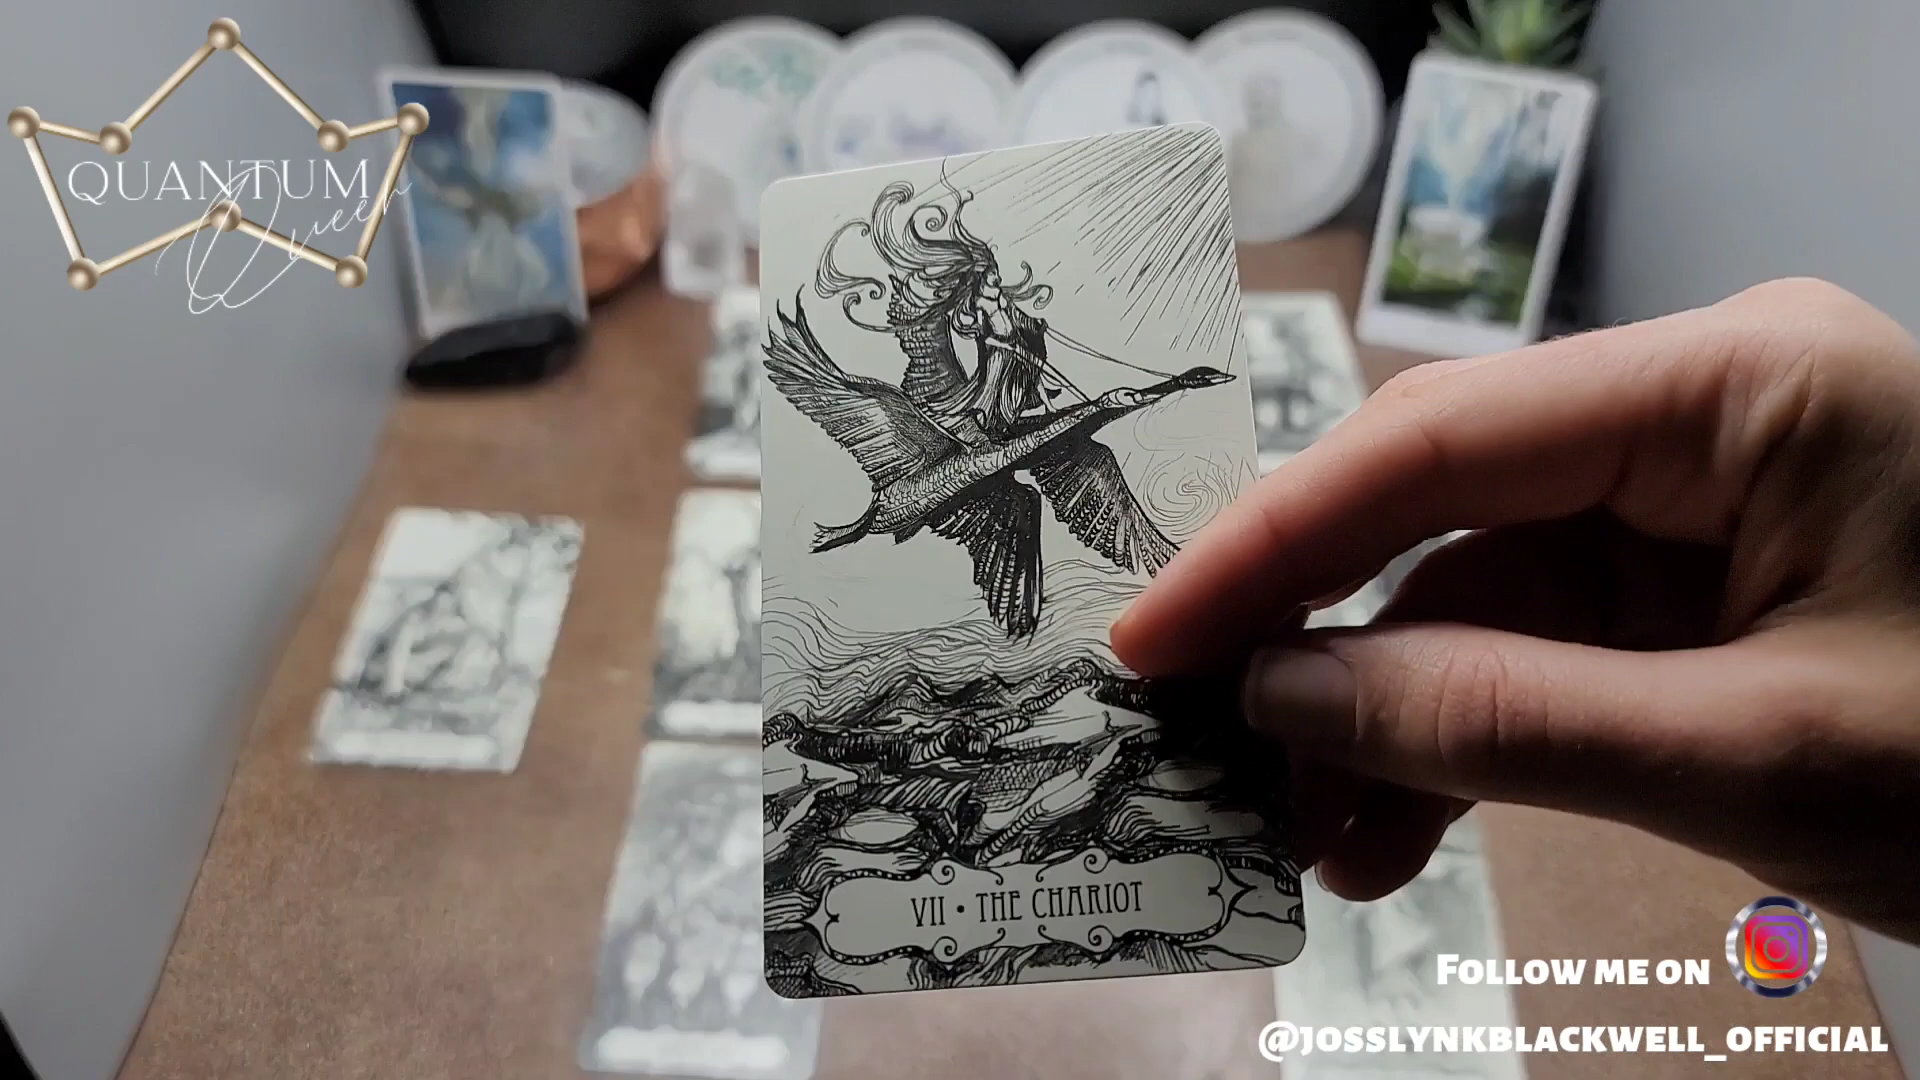 QUANTUM
Queen
VII • THE CHARIOT
FOLLOW ME ON
@JOSSLYNKBLACKWELL_OFFICIAL